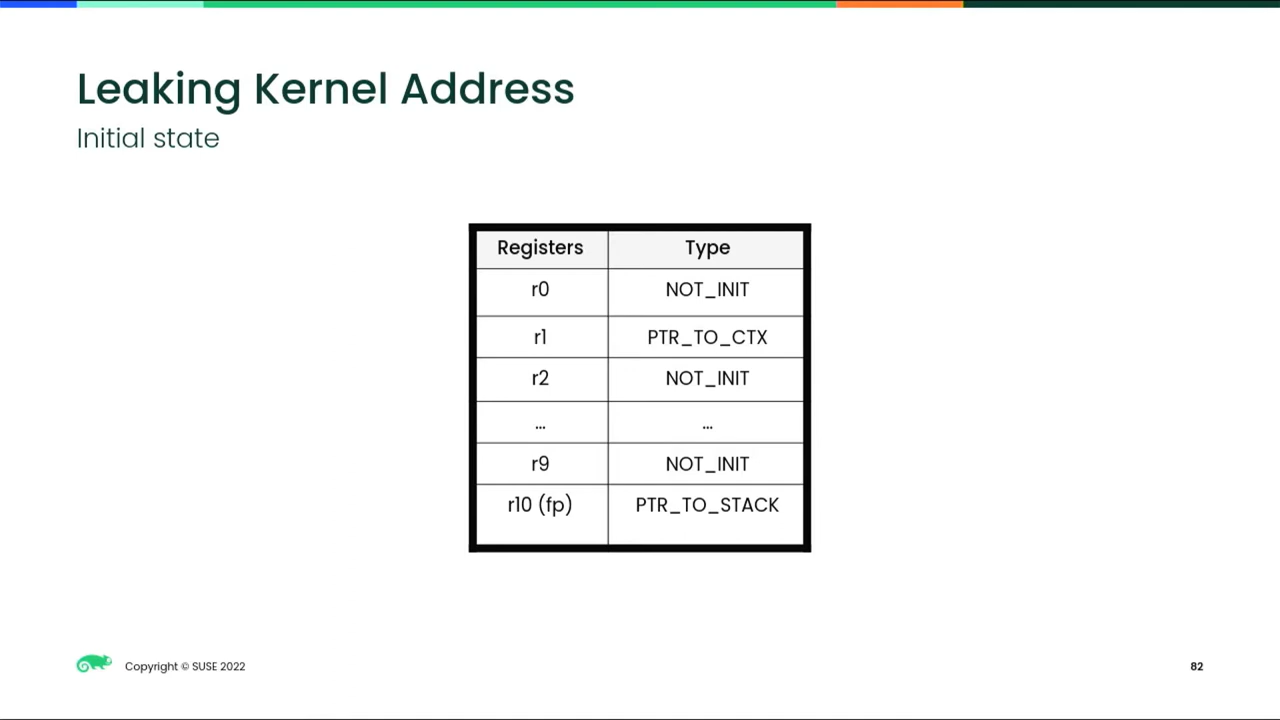 Leaking Kernel Address
Initial state
Registers Type
r0 NOT_INIT
r1 PTR_TO_CTX
r2 NOT_INIT
... ...
r9 NOT_INIT
r10 (fp) PTR_TO_STACK
Copyright © SUSE 2022
82